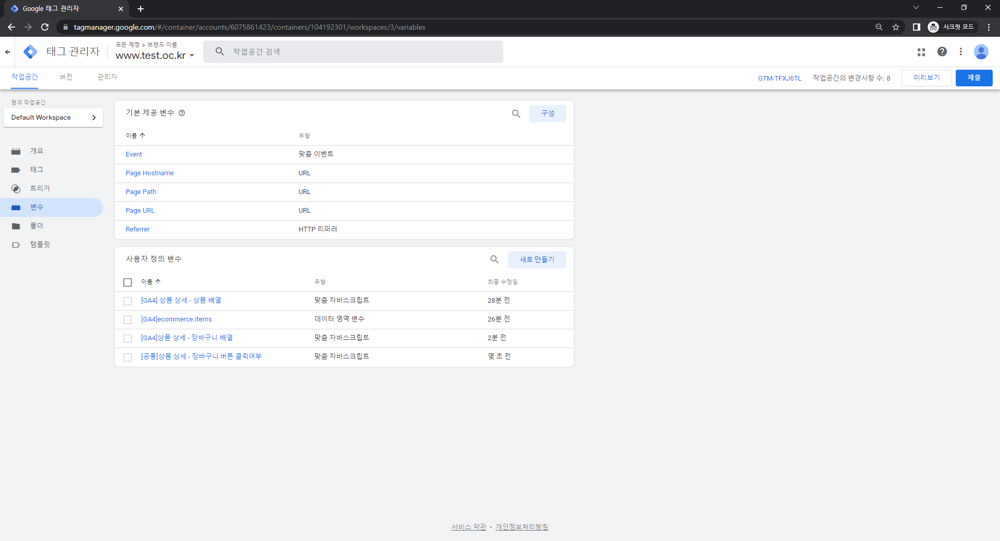 Google 태그 관리자
tagmanager.google.com/#/container/accounts/6075861423/containers/104192301/workspaces/3/variables
시크릿 모드
태그 관리자
모든 계정 > 브랜드 이름
www.test.oc.kr
작업공간 검색
작업공간 버전 관리자
GTM-TFXJ6TL 작업공간의 변경사항 수: 8 미리보기 제출
현재 작업공간
Default Workspace
개요
태그
트리거
변수
폴더
템플릿
기본 제공 변수
구성
이름 유형
Event 맞춤 이벤트
Page Hostname URL
Page Path URL
Page URL URL
Referrer HTTP 리퍼러
사용자 정의 변수
새로 만들기
이름 유형 최종 수정일
[GA4] 상품 상세 - 상품 배열 맞춤 자바스크립트 28분 전
[GA4]ecommerce.items 데이터 영역 변수 26분 전
[GA4]상품 상세 - 장바구니 배열 맞춤 자바스크립트 2분 전
[공통]상품 상세 - 장바구니 버튼 클릭여부 맞춤 자바스크립트 몇 초 전
서비스 약관 · 개인정보처리방침